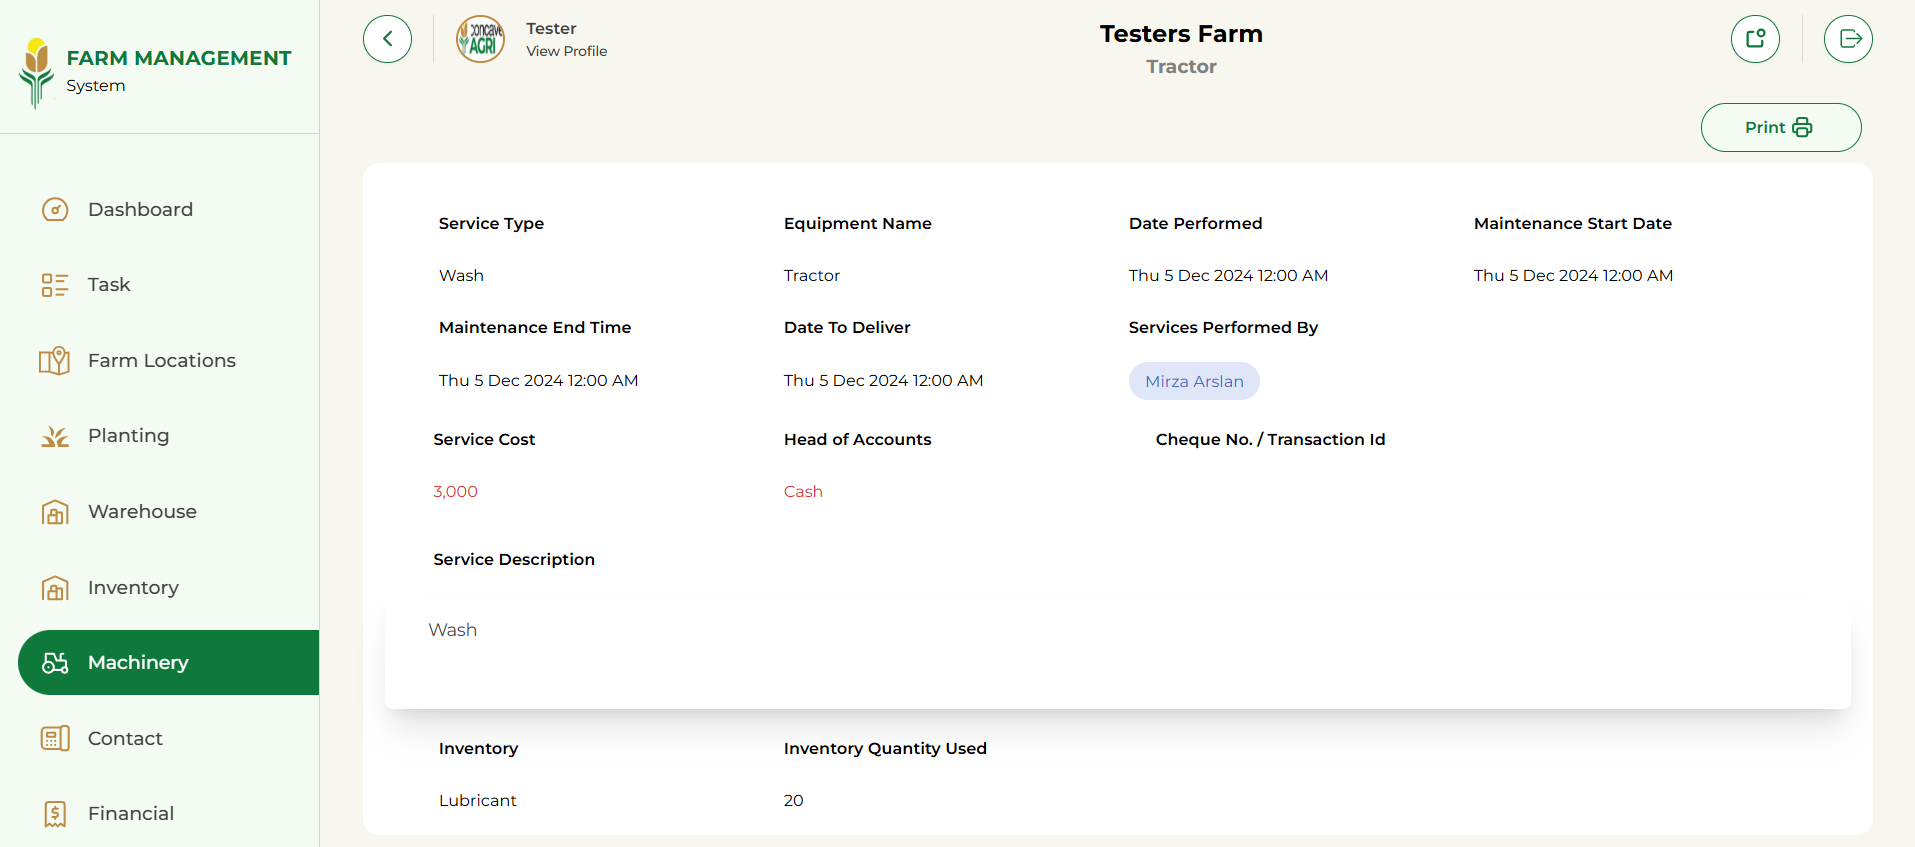 FARM MANAGEMENT
System
Dashboard
Task
Farm Locations
Planting
Warehouse
Inventory
Machinery
Contact
Financial
concave
AGRI
Tester
View Profile
Testers Farm
Tractor
Print
Service Type Equipment Name Date Performed Maintenance Start Date
Wash Tractor Thu 5 Dec 2024 12:00 AM Thu 5 Dec 2024 12:00 AM
Maintenance End Time Date To Deliver Services Performed By
Thu 5 Dec 2024 12:00 AM Thu 5 Dec 2024 12:00 AM Mirza Arslan
Service Cost Head of Accounts Cheque No. / Transaction Id
3,000 Cash
Service Description
Wash
Inventory Inventory Quantity Used
Lubricant 20